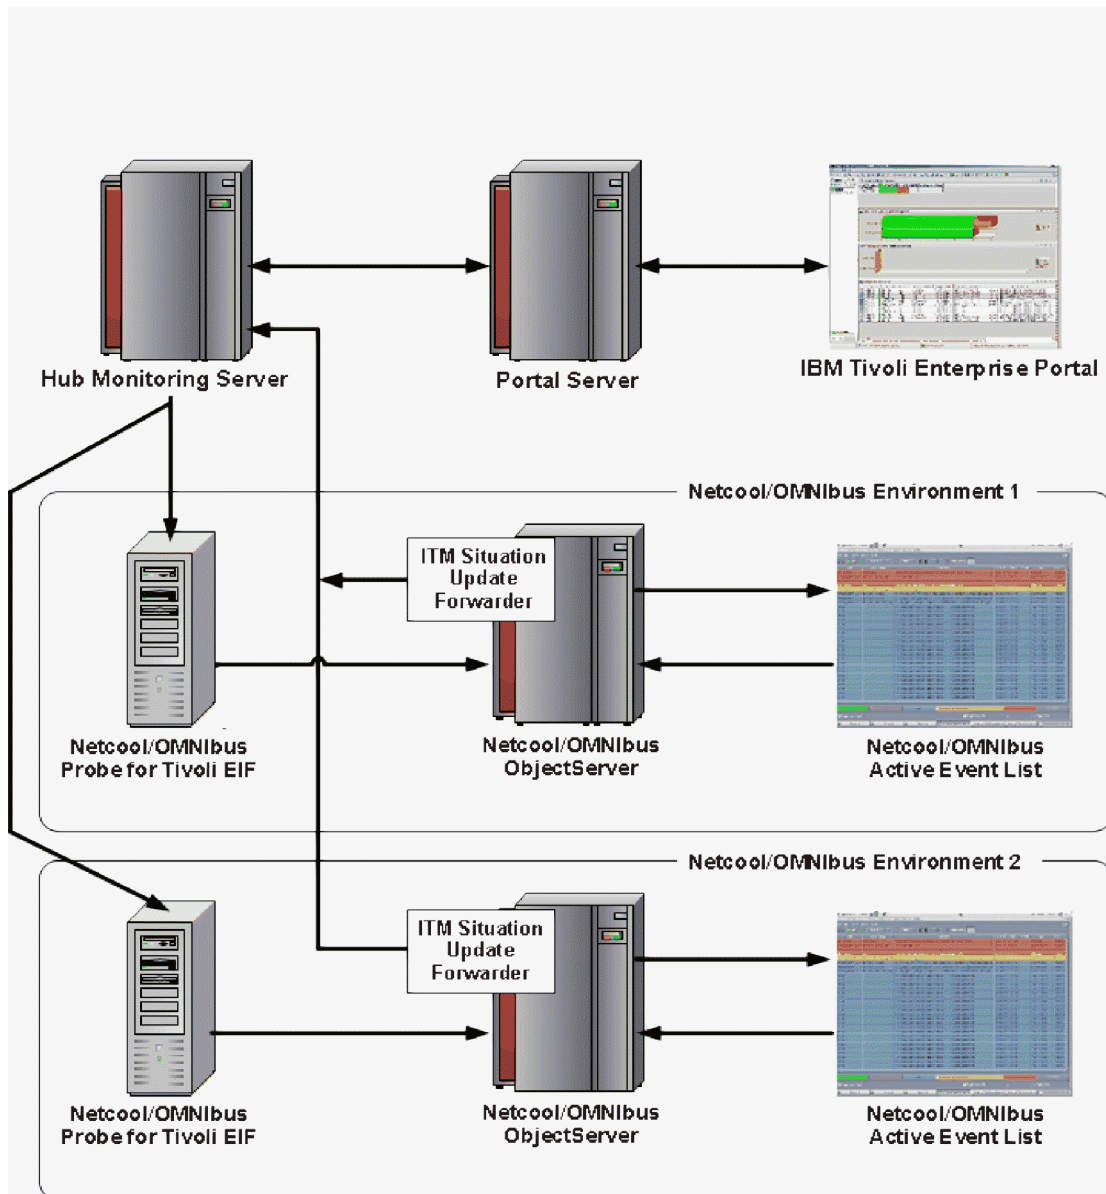 Hub Monitoring Server
Portal Server
IBM Tivoli Enterprise Portal
Netcool/OMNIbus Environment 1
ITM Situation
Update
Forwarder
Netcool/OMNIbus
Probe for Tivoli EIF
Netcool/OMNIbus
ObjectServer
Netcool/OMNIbus
Active Event List
Netcool/OMNIbus Environment 2
ITM Situation
Update
Forwarder
Netcool/OMNIbus
Probe for Tivoli EIF
Netcool/OMNIbus
ObjectServer
Netcool/OMNIbus
Active Event List